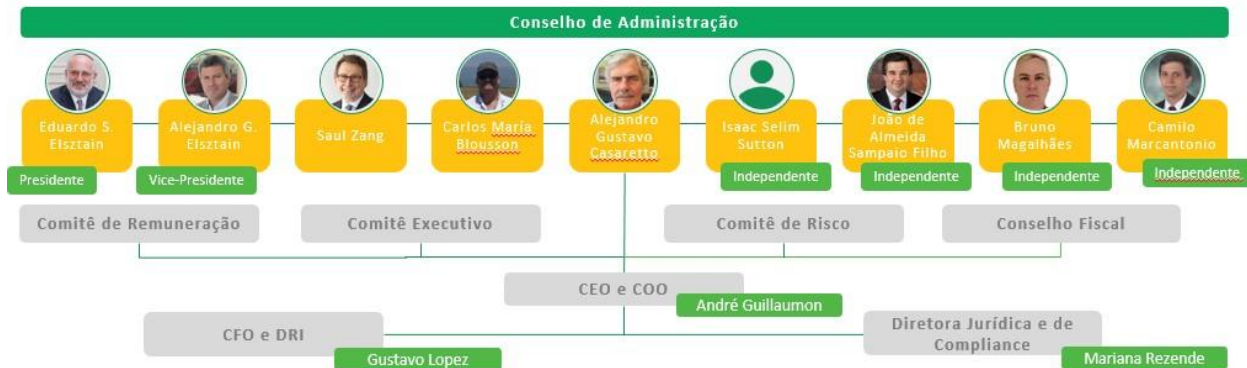 Conselho de Administração
Eduardo S.
Elsztain
Presidente
Alejandro G.
Elsztain
Vice-Presidente
Saul Zang
Carlos María
Blousson
Alejandro
Gustavo
Casaretto
Isaac Selim
Sutton
Independente
João de
Almeida
Sampaio Filho
Independente
Bruno
Magalhães
Independente
Camilo
Marcantonio
Independente
Comitê de Remuneração
Comitê Executivo
Comitê de Risco
Conselho Fiscal
CEO e COO
André Guillaumon
CFO e DRI
Gustavo Lopez
Diretora Jurídica e de
Compliance
Mariana Rezende